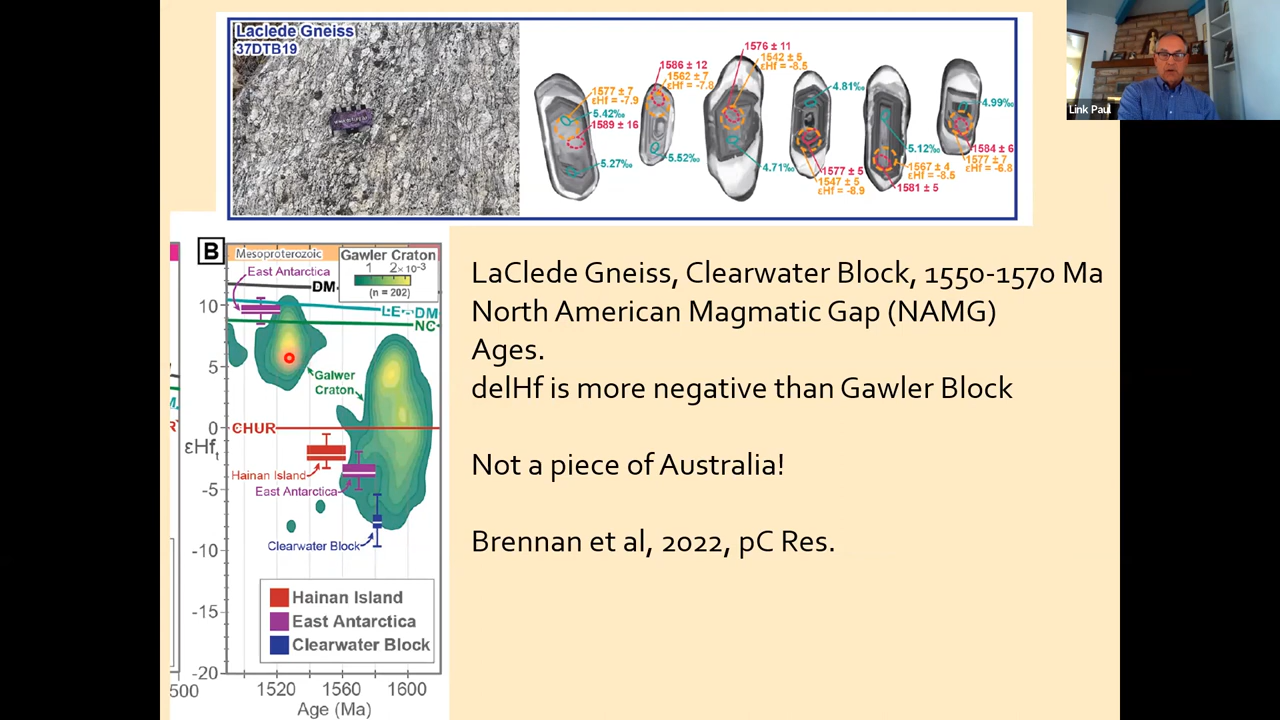 Laclede Gneiss
37DTB19
1577 ± 7
εHf = -7.9
5.42‰
1589 ± 16
5.27‰
1586 ± 12
1562 ± 7
εHf = -7.8
5.52‰
1576 ± 11
1542 ± 5
εHf = -8.5
4.71‰
4.81‰
1577 ± 5
1547 ± 5
εHf = -8.9
5.12‰
1567 ± 4
εHf = -8.5
1581 ± 5
4.99‰
1584 ± 6
1577 ± 7
εHf = -6.8
Link Paul
B
Mesoproterozoic
Gawler Craton
1 2×10⁻³
(n = 202)
East Antarctica
DM
LE-DM
NC
Galwer
Craton
CHUR
Hainan Island
East Antarctica
Clearwater Block
Hainan Island
East Antarctica
Clearwater Block
10
5
0
εHft
-5
-10
-15
-20
500
1520 1560 1600
Age (Ma)
LaClede Gneiss, Clearwater Block, 1550-1570 Ma
North American Magmatic Gap (NAMG)
Ages.
delHf is more negative than Gawler Block
Not a piece of Australia!
Brennan et al, 2022, pC Res.